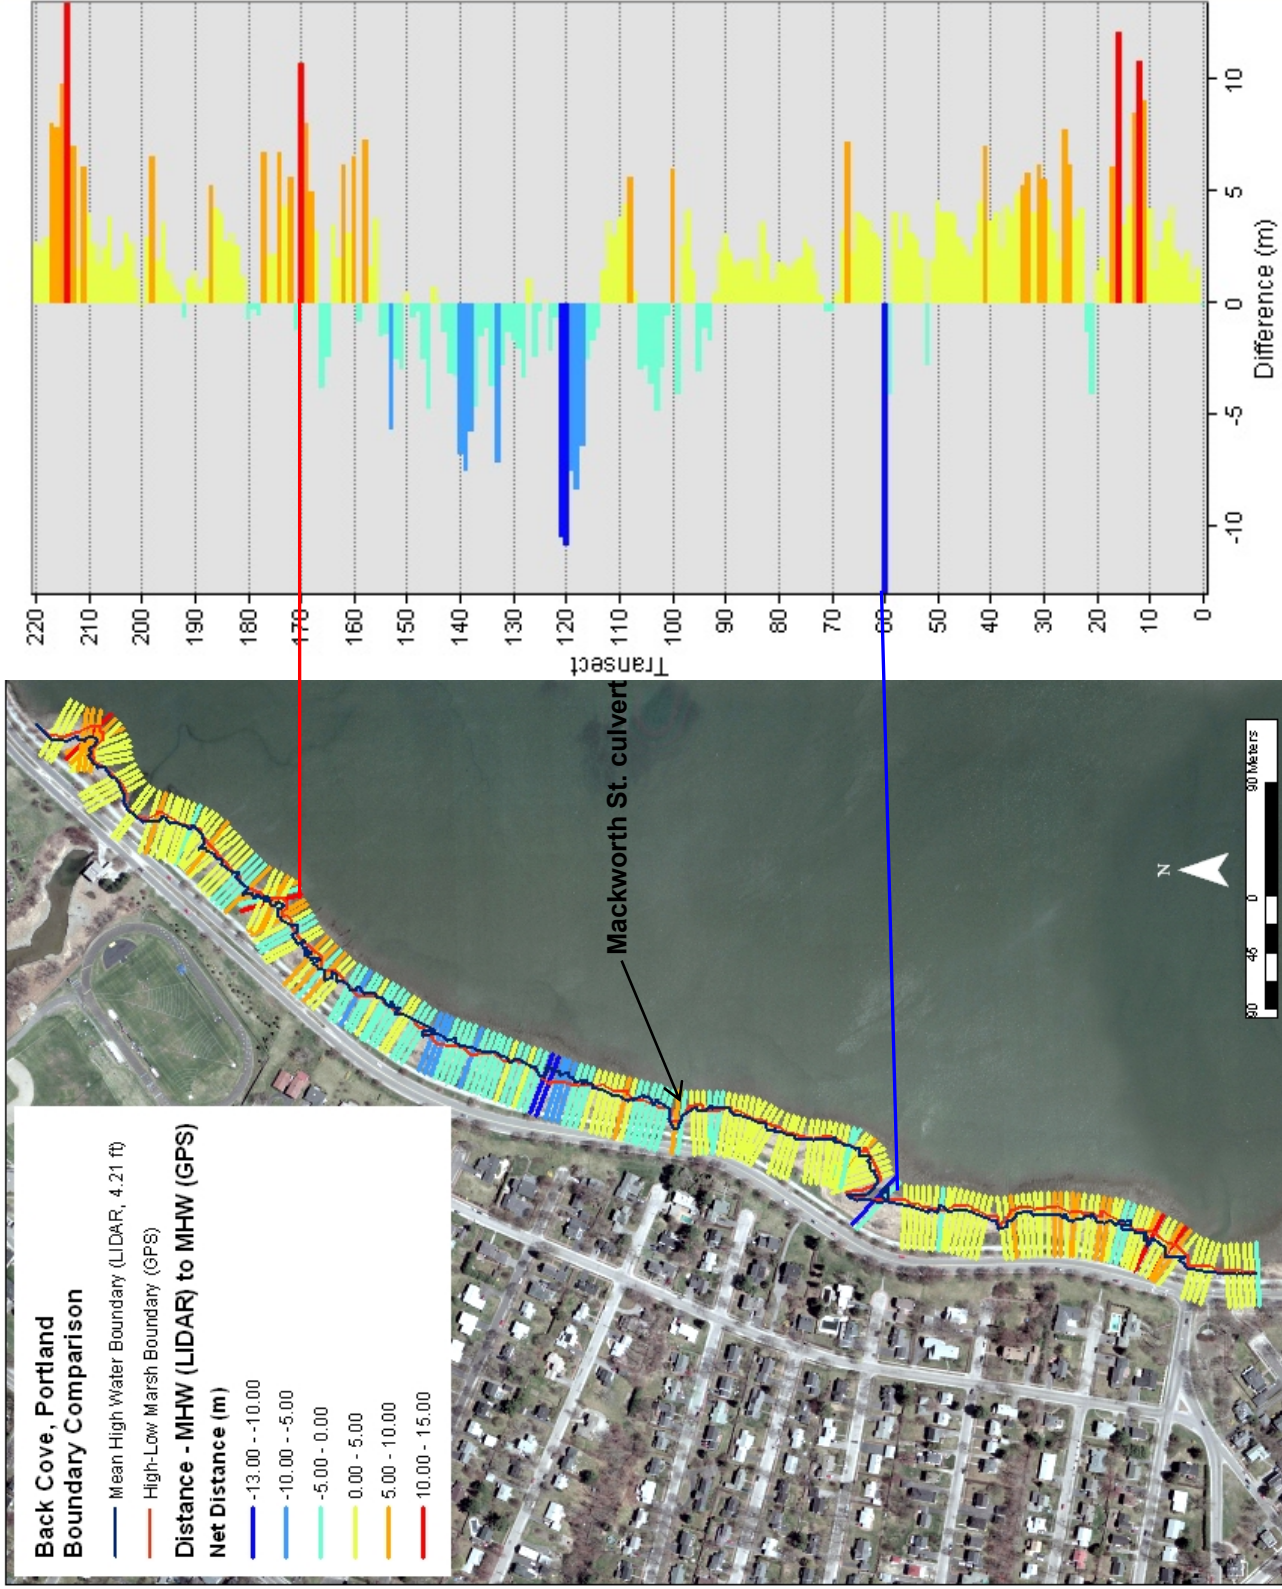 Back Cove, Portland
Boundary Comparison
Mean High Water Boundary (LIDAR, 4.21 ft)
High-Low Marsh Boundary (GPS)
Distance - MHW (LIDAR) to MHW (GPS)
Net Distance (m)
-13.00 - -10.00
-10.00 - -5.00
-5.00 - 0.00
0.00 - 5.00
5.00 - 10.00
10.00 - 15.00
Mackworth St. culvert
N
90 45 0 90 Meters
Transect
220
210
200
190
180
170
160
150
140
130
120
110
100
90
80
70
60
50
40
30
20
10
0
-10 -5 0 5 10
Difference (m)